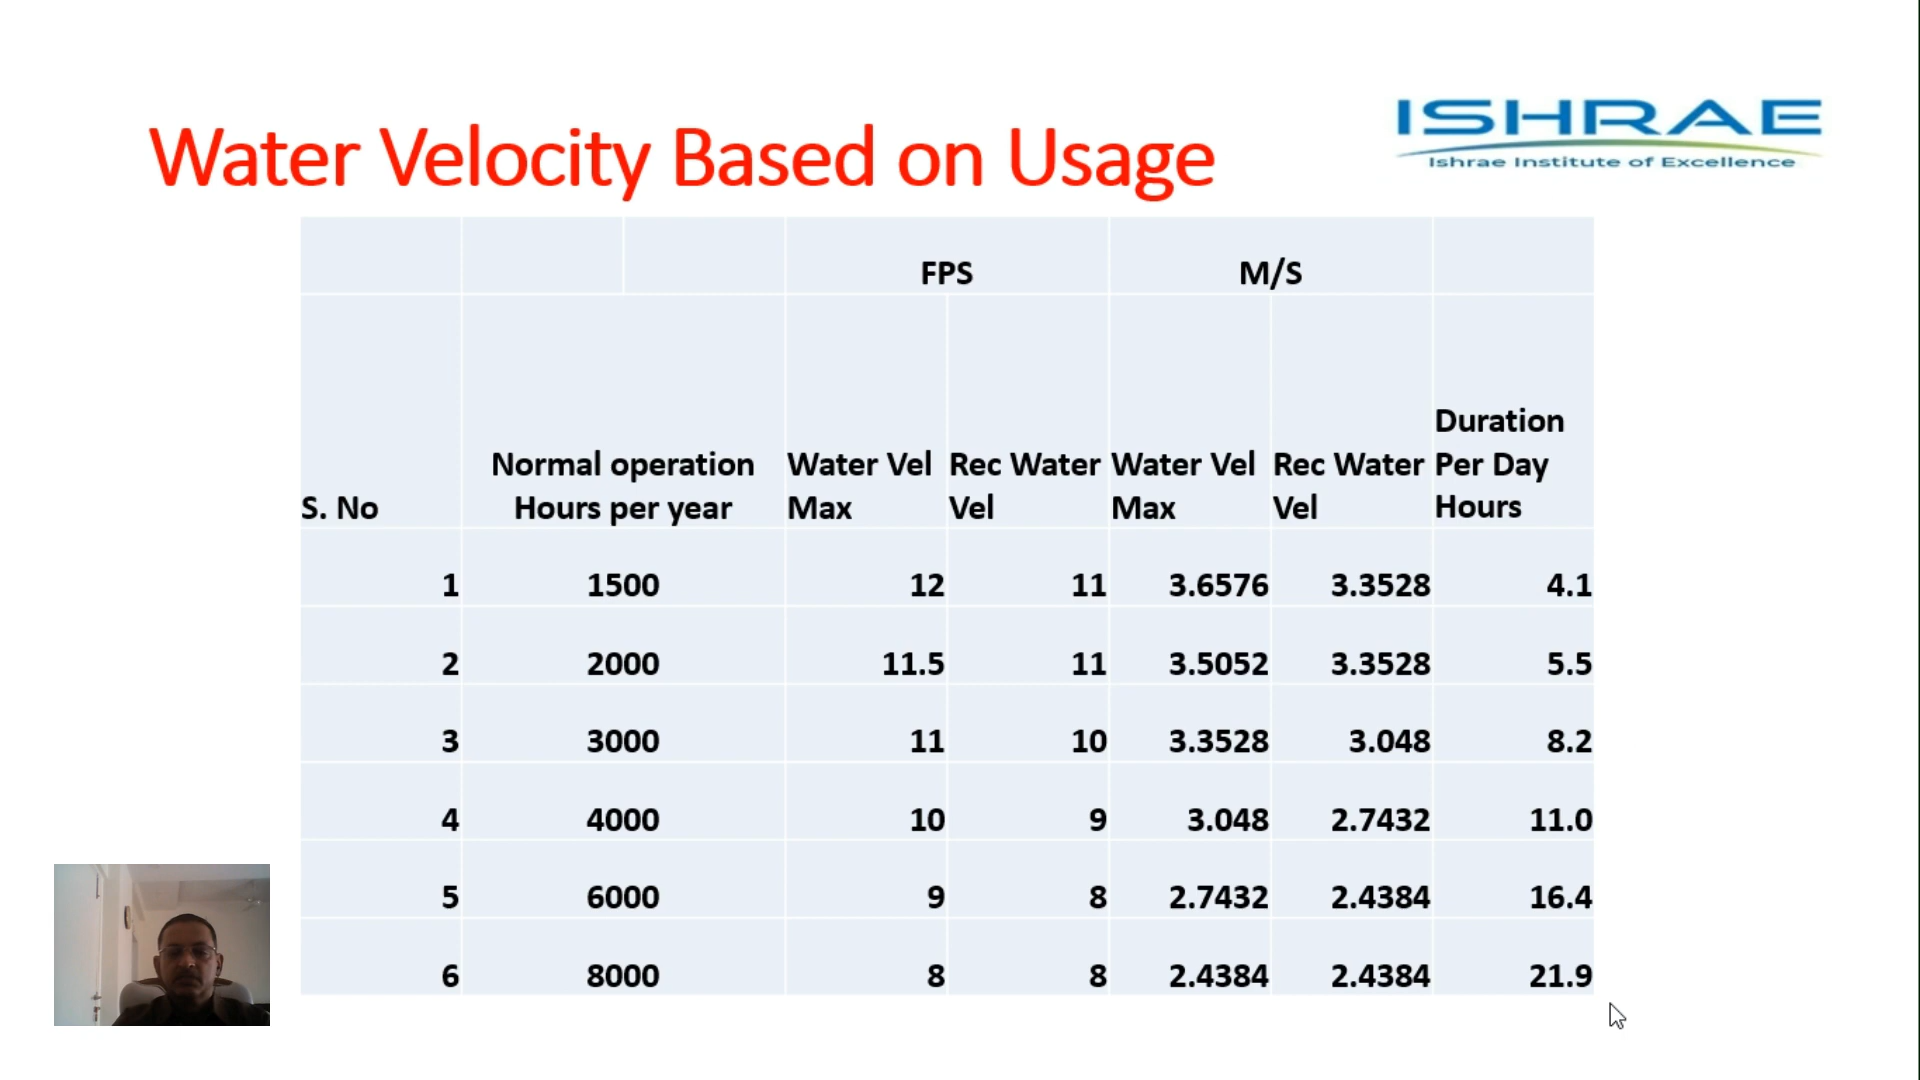 ISHRAE
Ishrae Institute of Excellence
Water Velocity Based on Usage
FPS M/S
S. No Normal operation Hours per year Water Vel Max Rec Water Vel Water Vel Max Rec Water Vel Duration Per Day Hours
1 1500 12 11 3.6576 3.3528 4.1
2 2000 11.5 11 3.5052 3.3528 5.5
3 3000 11 10 3.3528 3.048 8.2
4 4000 10 9 3.048 2.7432 11.0
5 6000 9 8 2.7432 2.4384 16.4
6 8000 8 8 2.4384 2.4384 21.9